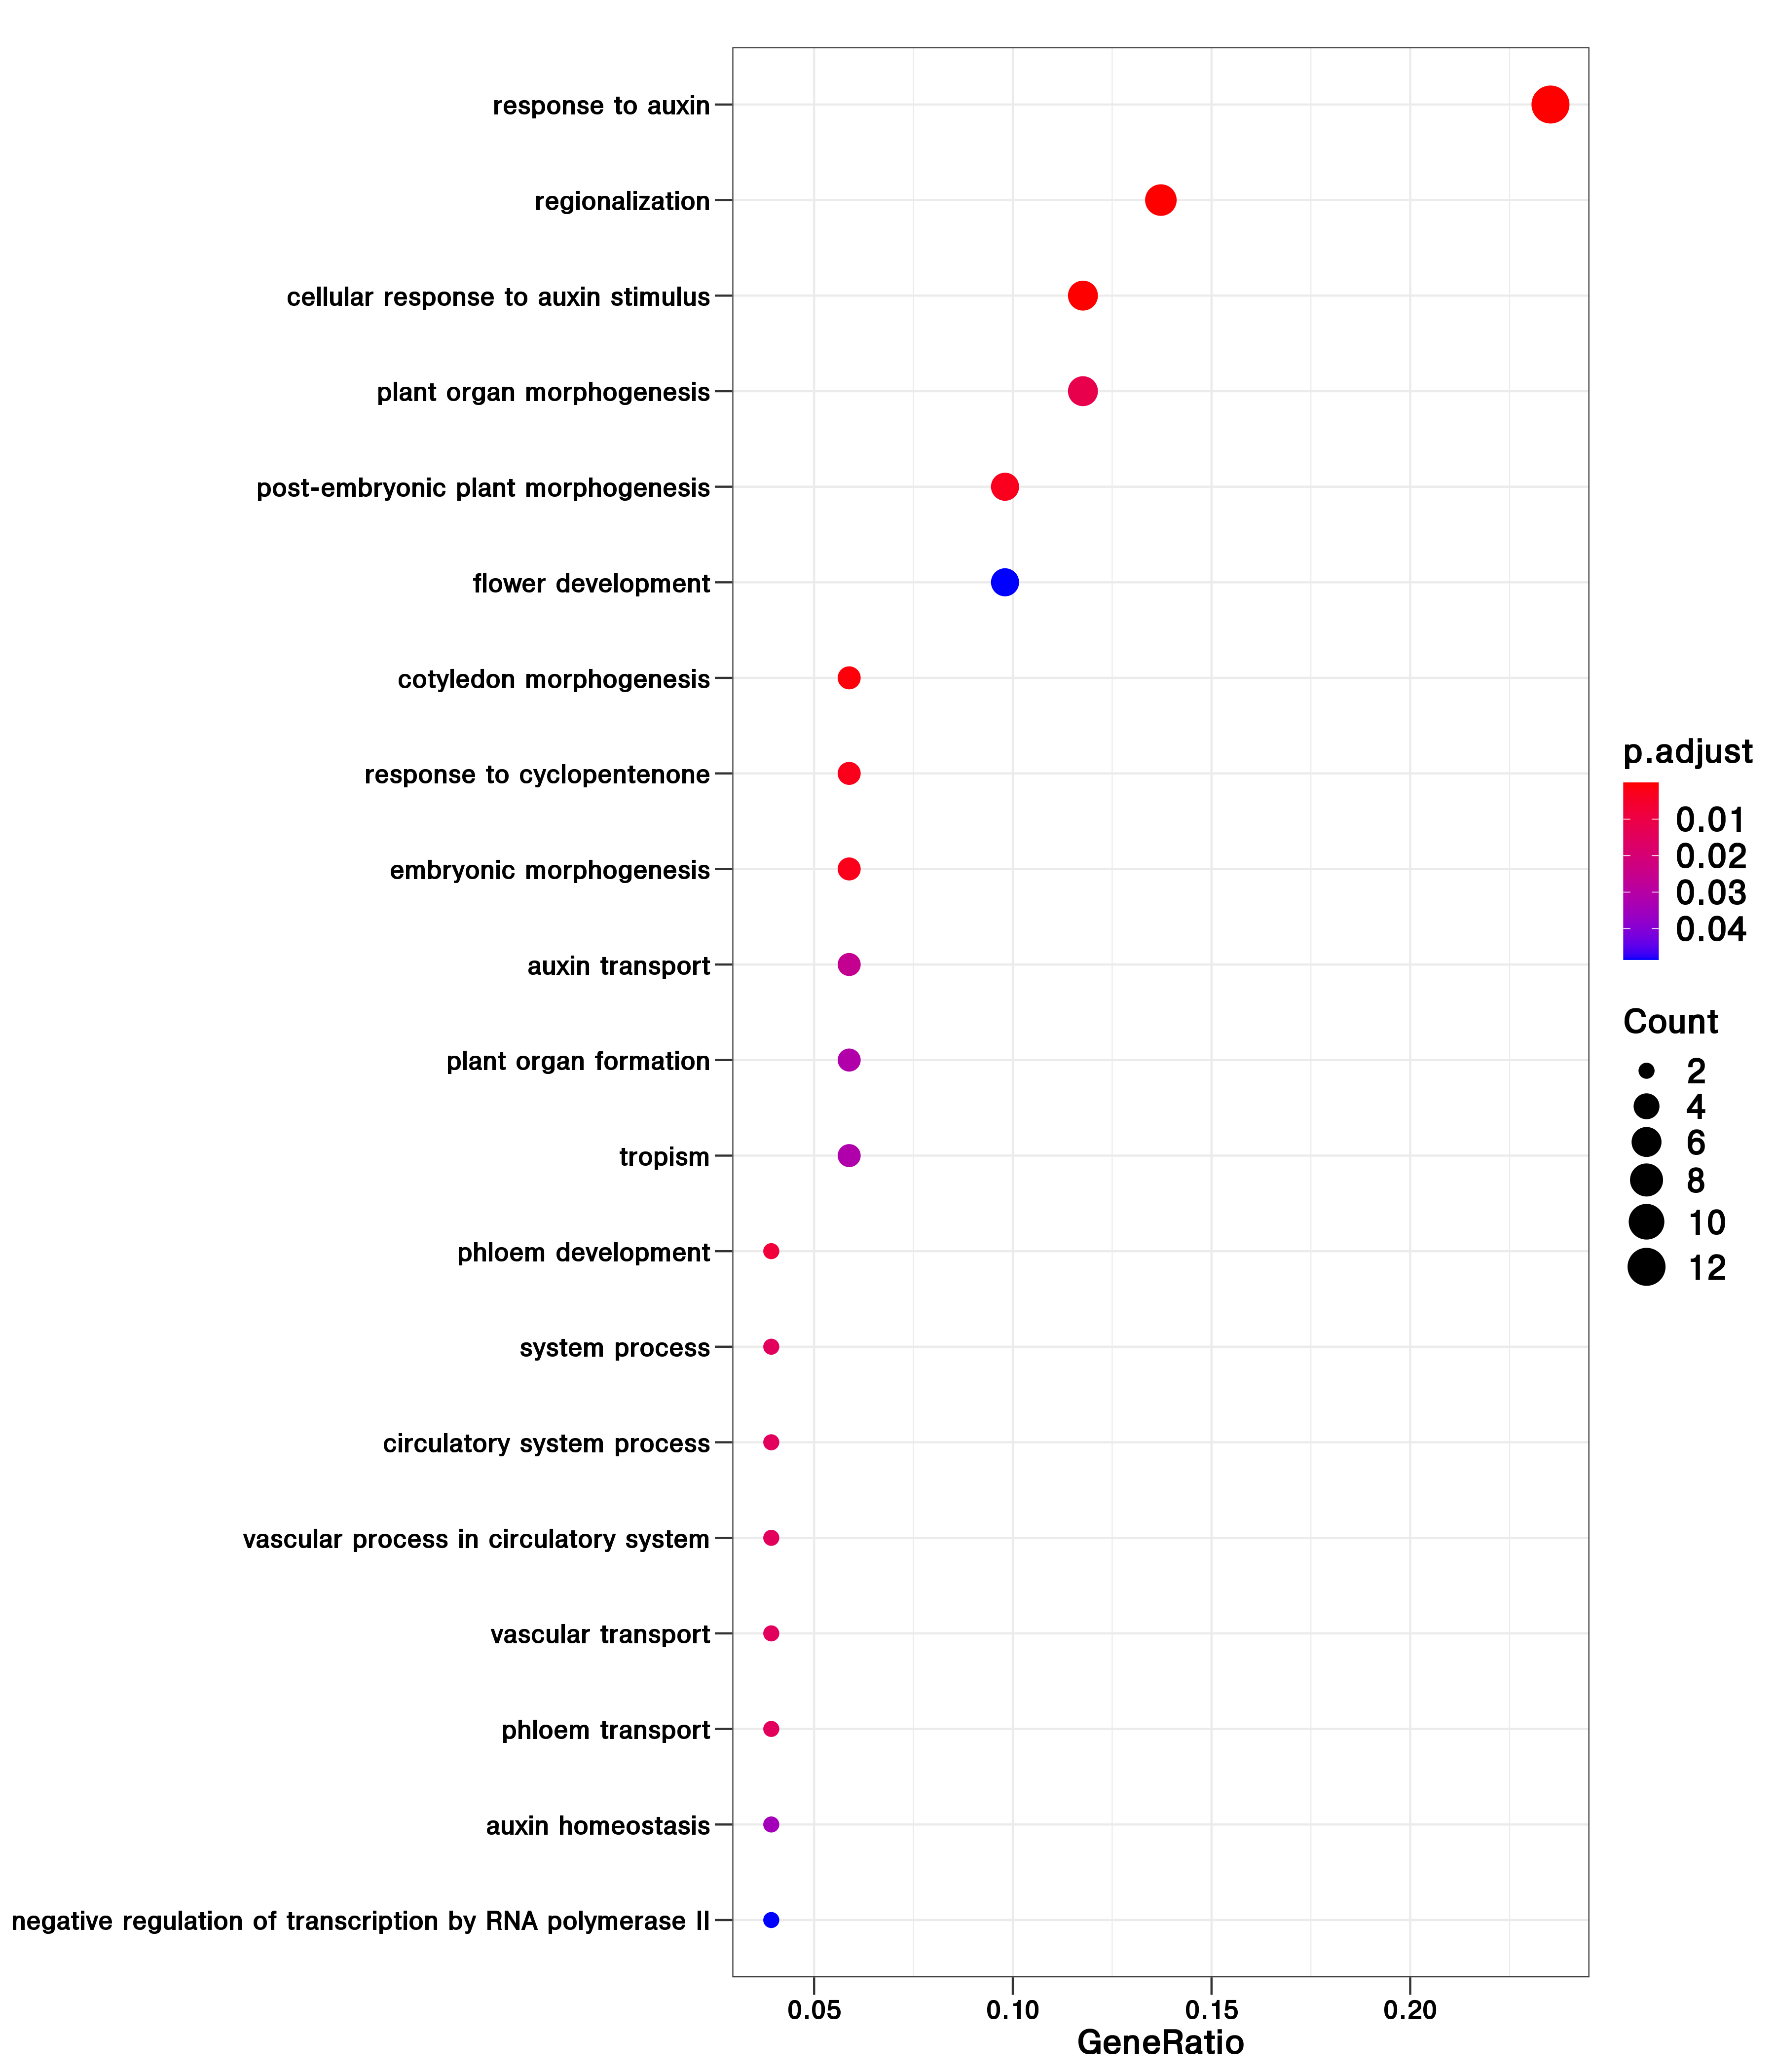 response to auxin
regionalization
cellular response to auxin stimulus
plant organ morphogenesis
post-embryonic plant morphogenesis
flower development
cotyledon morphogenesis
response to cyclopentenone
embryonic morphogenesis
auxin transport
plant organ formation
tropism
phloem development
system process
circulatory system process
vascular process in circulatory system
vascular transport
phloem transport
auxin homeostasis
negative regulation of transcription by RNA polymerase II
0.05 0.10 0.15 0.20
GeneRatio
p.adjust
0.01
0.02
0.03
0.04
Count
2
4
6
8
10
12